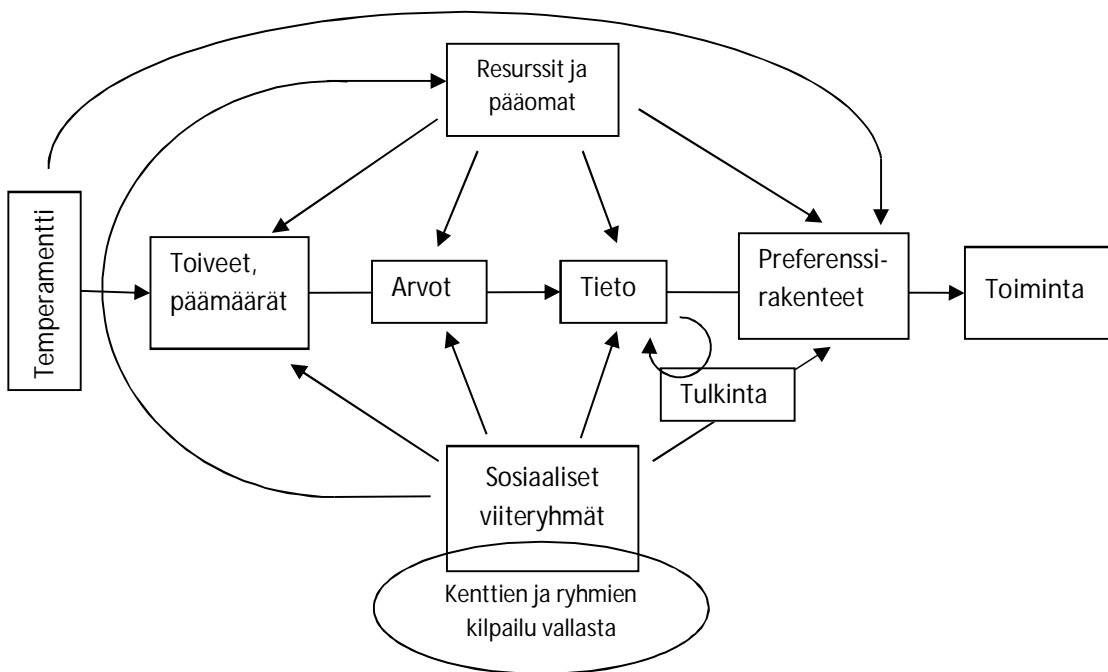 Resurssit ja
pääomat
Temperamentti
Toiveet,
päämäärät
Arvot
Tieto
Preferenssi-
rakenteet
Toiminta
Tulkinta
Sosiaaliset
viiteryhmät
Kenttien ja ryhmien
kilpailu vallasta